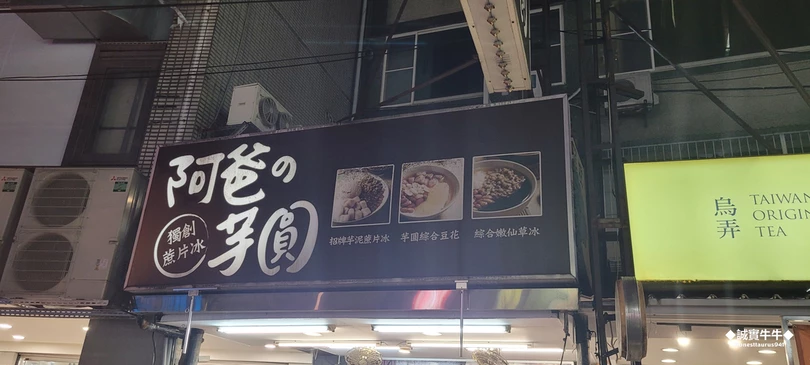 阿爸の
芋圓
獨創
蔗片冰
招牌芋泥蔗片冰
芋圓綜合豆花
綜合嫩仙草冰
烏弄
TAIWAN
ORIGIN
TEA
◆誠實牛牛◆